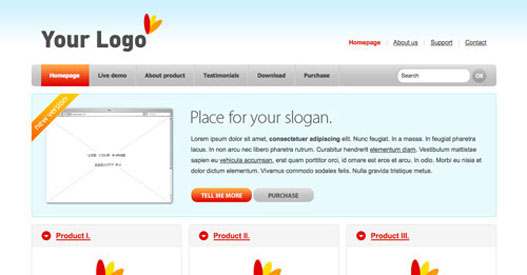 Your Logo
Homepage | About us | Support | Contact
Homepage Live demo About product Testimonials Download Purchase Search OK
new version
Place for your slogan.
Lorem ipsum dolor sit amet, consectetuer adipiscing elit. Nunc feugiat. In a massa. In feugiat pharetra
lacus. In non arcu nec libero pharetra rutrum. Curabitur hendrerit elementum diam. Vestibulum mattistae
sapien eu vehicula accumsan, erat quam porttitor orci, id ornare est eros et arcu. In odio. Morbi eu nisia et
dolor dictum elementum. Vivamus commodo sodales felis. Nulla gravida tristique metus.
USE YOUR IMAGE
TELL ME MORE PURCHASE
Product I. Product II. Product III.